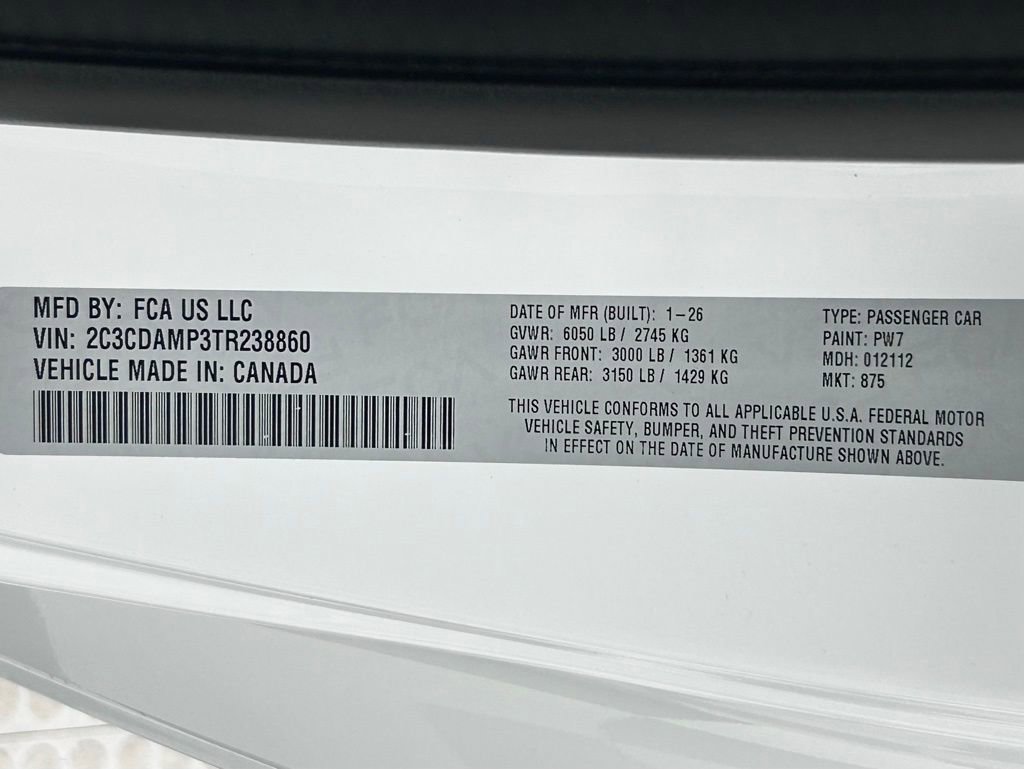 MFD BY: FCA US LLC
VIN: 2C3CDAMP3TR238860
VEHICLE MADE IN: CANADA
DATE OF MFR (BUILT): 1-26
GVWR: 6050 LB / 2745 KG
GAWR FRONT: 3000 LB / 1361 KG
GAWR REAR: 3150 LB / 1429 KG
TYPE: PASSENGER CAR
PAINT: PW7
MDH: 012112
MKT: 875
THIS VEHICLE CONFORMS TO ALL APPLICABLE U.S.A. FEDERAL MOTOR
VEHICLE SAFETY, BUMPER, AND THEFT PREVENTION STANDARDS
IN EFFECT ON THE DATE OF MANUFACTURE SHOWN ABOVE.